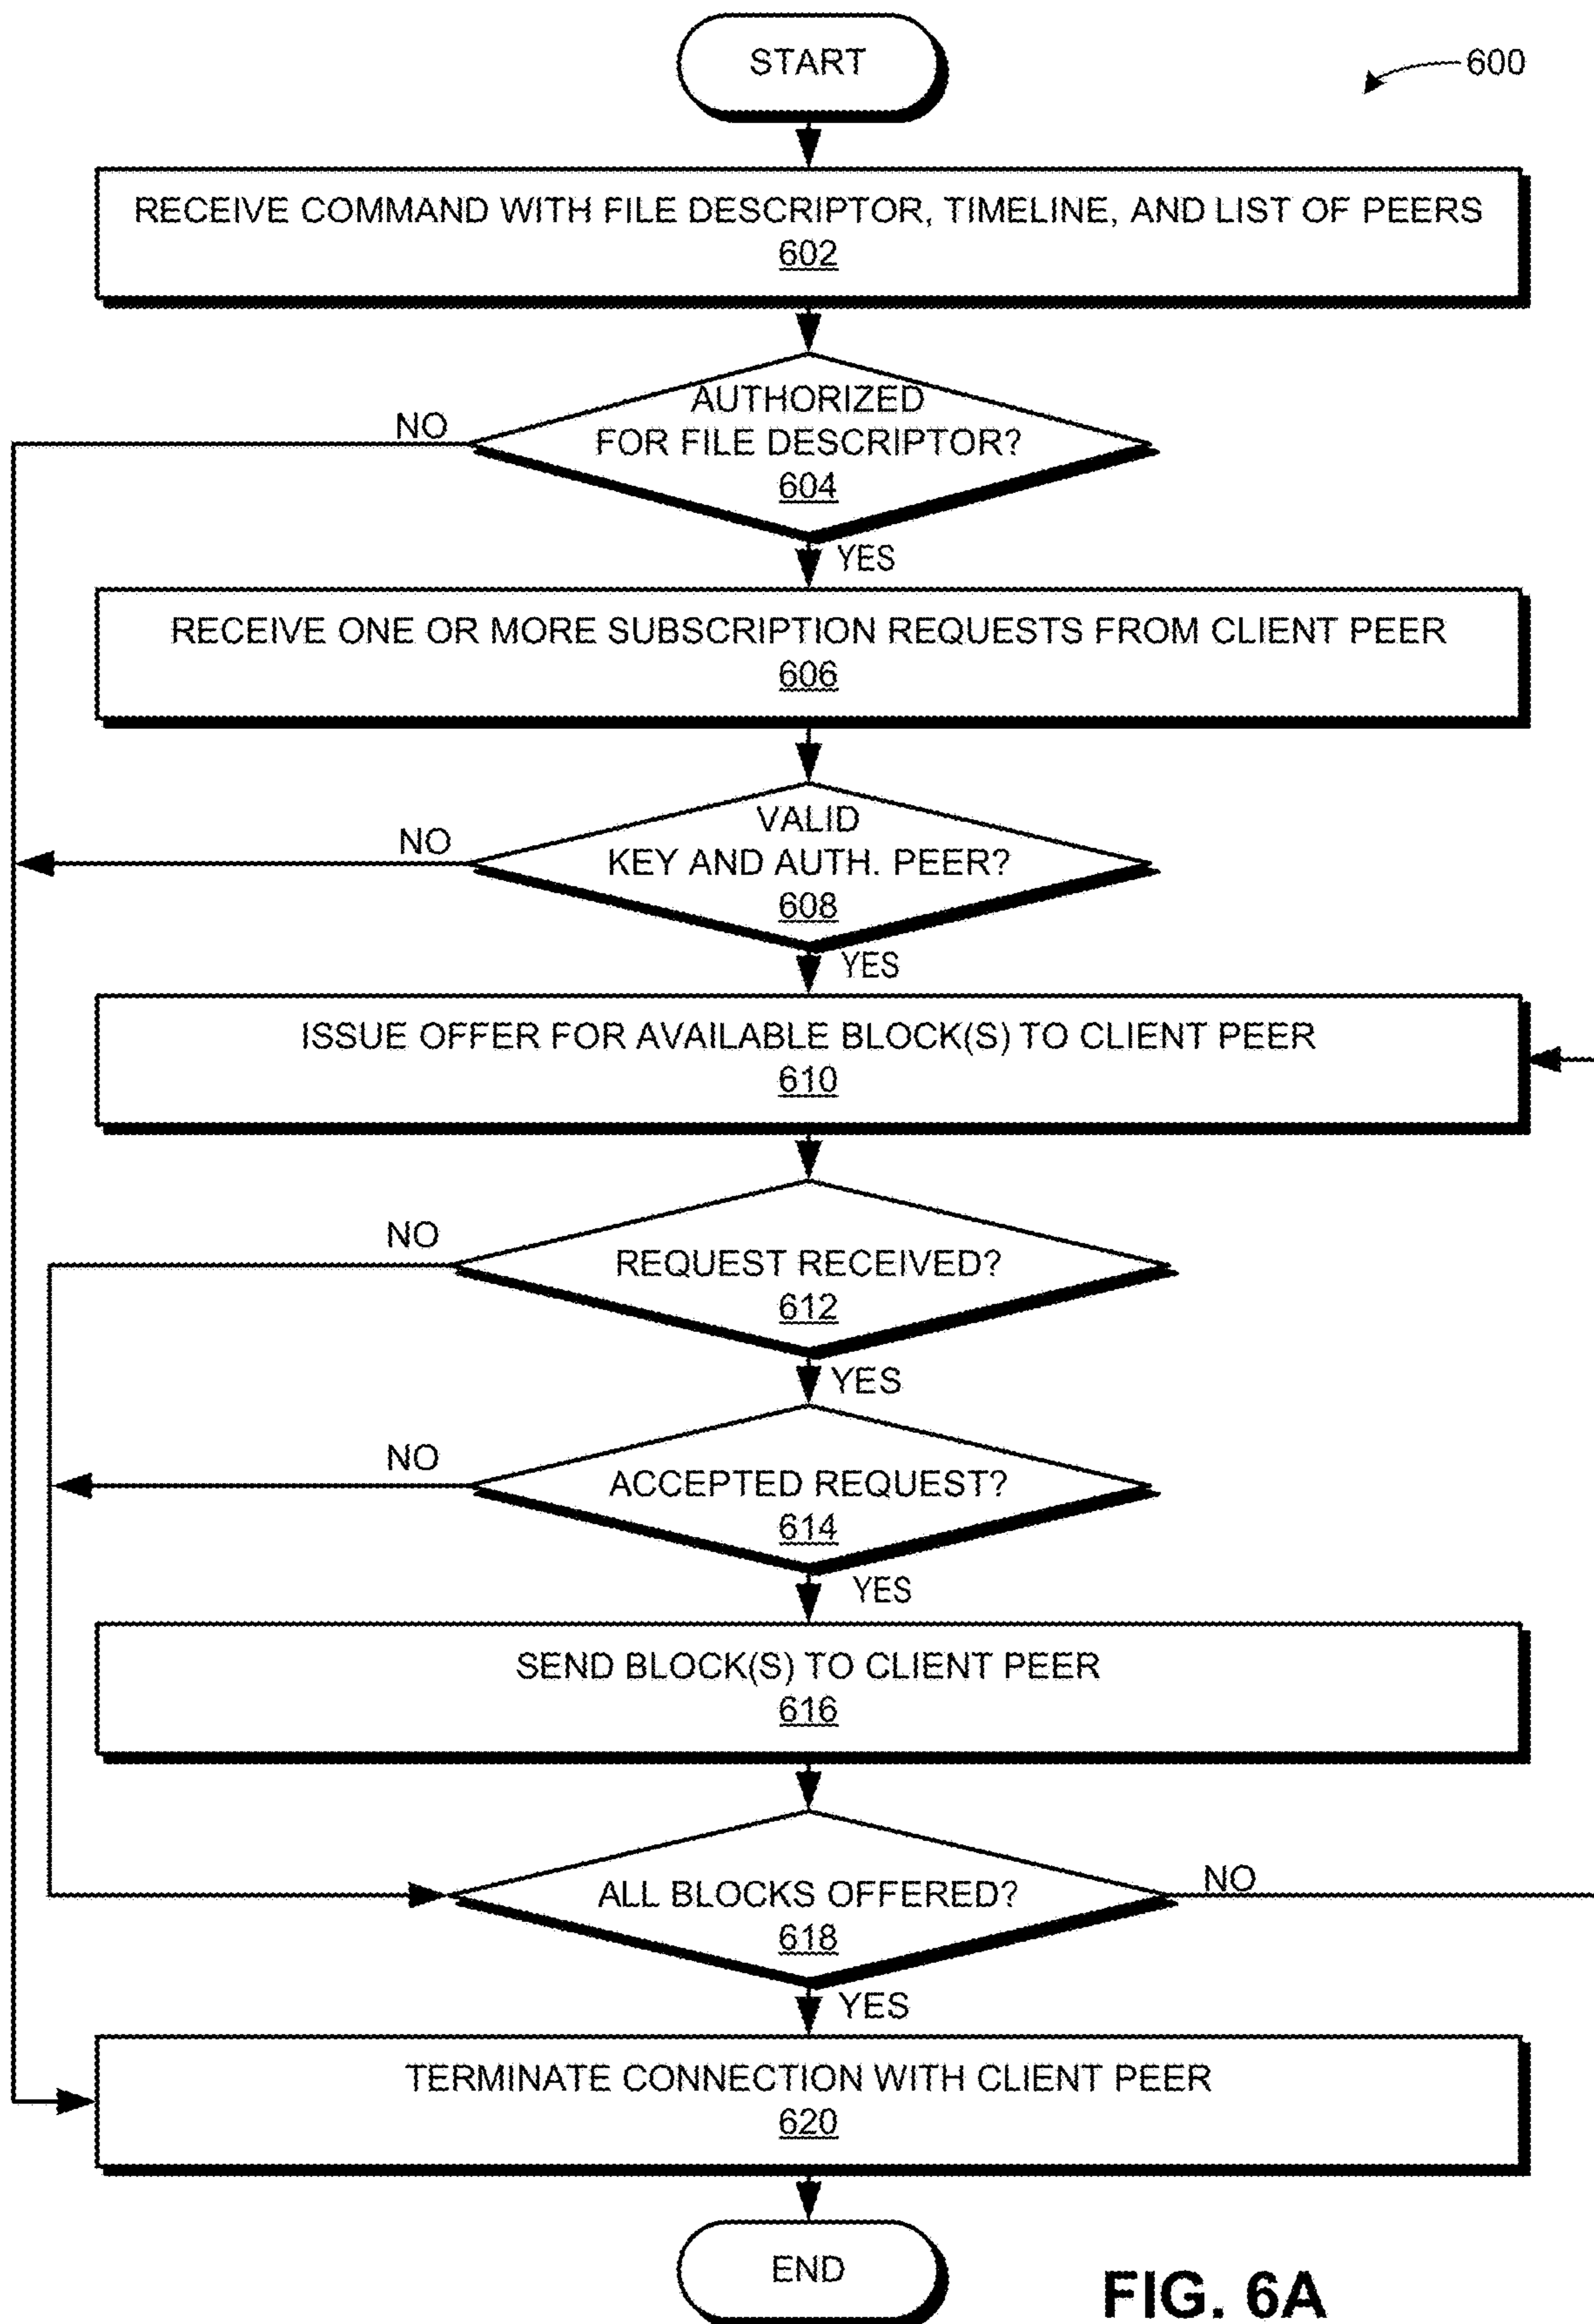 START
600
RECEIVE COMMAND WITH FILE DESCRIPTOR, TIMELINE, AND LIST OF PEERS
602
AUTHORIZED
FOR FILE DESCRIPTOR?
604
NO
YES
RECEIVE ONE OR MORE SUBSCRIPTION REQUESTS FROM CLIENT PEER
606
VALID
KEY AND AUTH. PEER?
608
NO
YES
ISSUE OFFER FOR AVAILABLE BLOCK(S) TO CLIENT PEER
610
NO
REQUEST RECEIVED?
612
YES
NO
ACCEPTED REQUEST?
614
YES
SEND BLOCK(S) TO CLIENT PEER
616
ALL BLOCKS OFFERED?
618
NO
YES
TERMINATE CONNECTION WITH CLIENT PEER
620
END
FIG. 6A